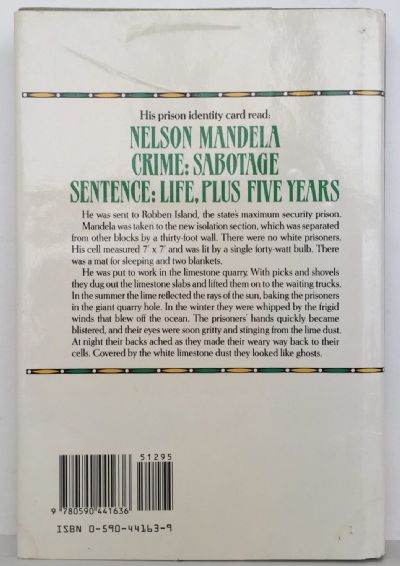 His prison identity card read:
NELSON MANDELA
CRIME: SABOTAGE
SENTENCE: LIFE, PLUS FIVE YEARS
He was sent to Robben Island, the state's maximum security prison.
Mandela was taken to the new isolation section, which was separated
from other blocks by a thirty-foot wall. There were no white prisoners.
His cell measured 7' x 7' and was lit by a single forty-watt bulb. There
was a mat for sleeping and two blankets.
He was put to work in the limestone quarry. With picks and shovels
they dug out the limestone slabs and lifted them on to the waiting trucks.
In the summer the lime reflected the rays of the sun, baking the prisoners
in the giant quarry hole. In the winter they were whipped by the frigid
winds that blew off the ocean. The prisoners' hands quickly became
blistered, and their eyes were soon gritty and stinging from the lime dust.
At night their backs ached as they made their weary way back to their
cells. Covered by the white limestone dust they looked like ghosts.
51295
9 780590 441636
ISBN 0-590-44163-9